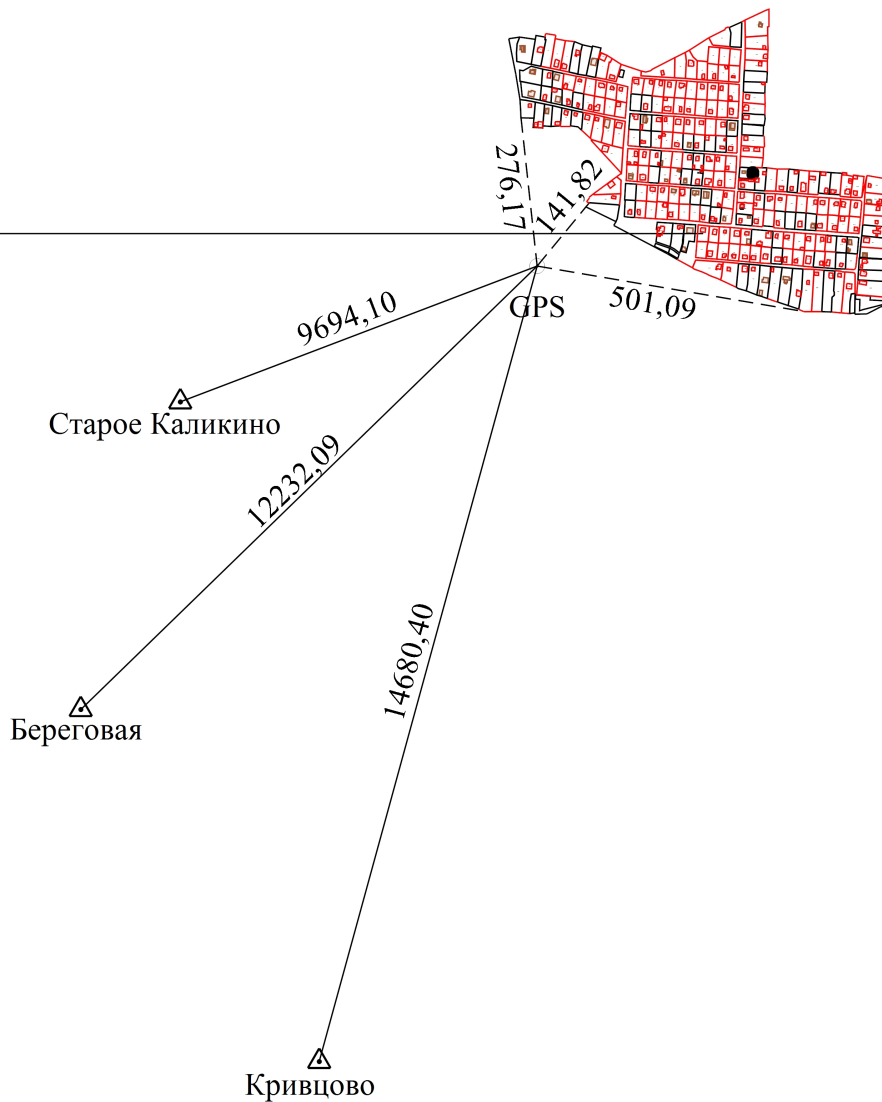 276,17
141,82
501,09
GPS
9694,10
Старое Каликино
12232,09
14680,40
Береговая
Кривцово